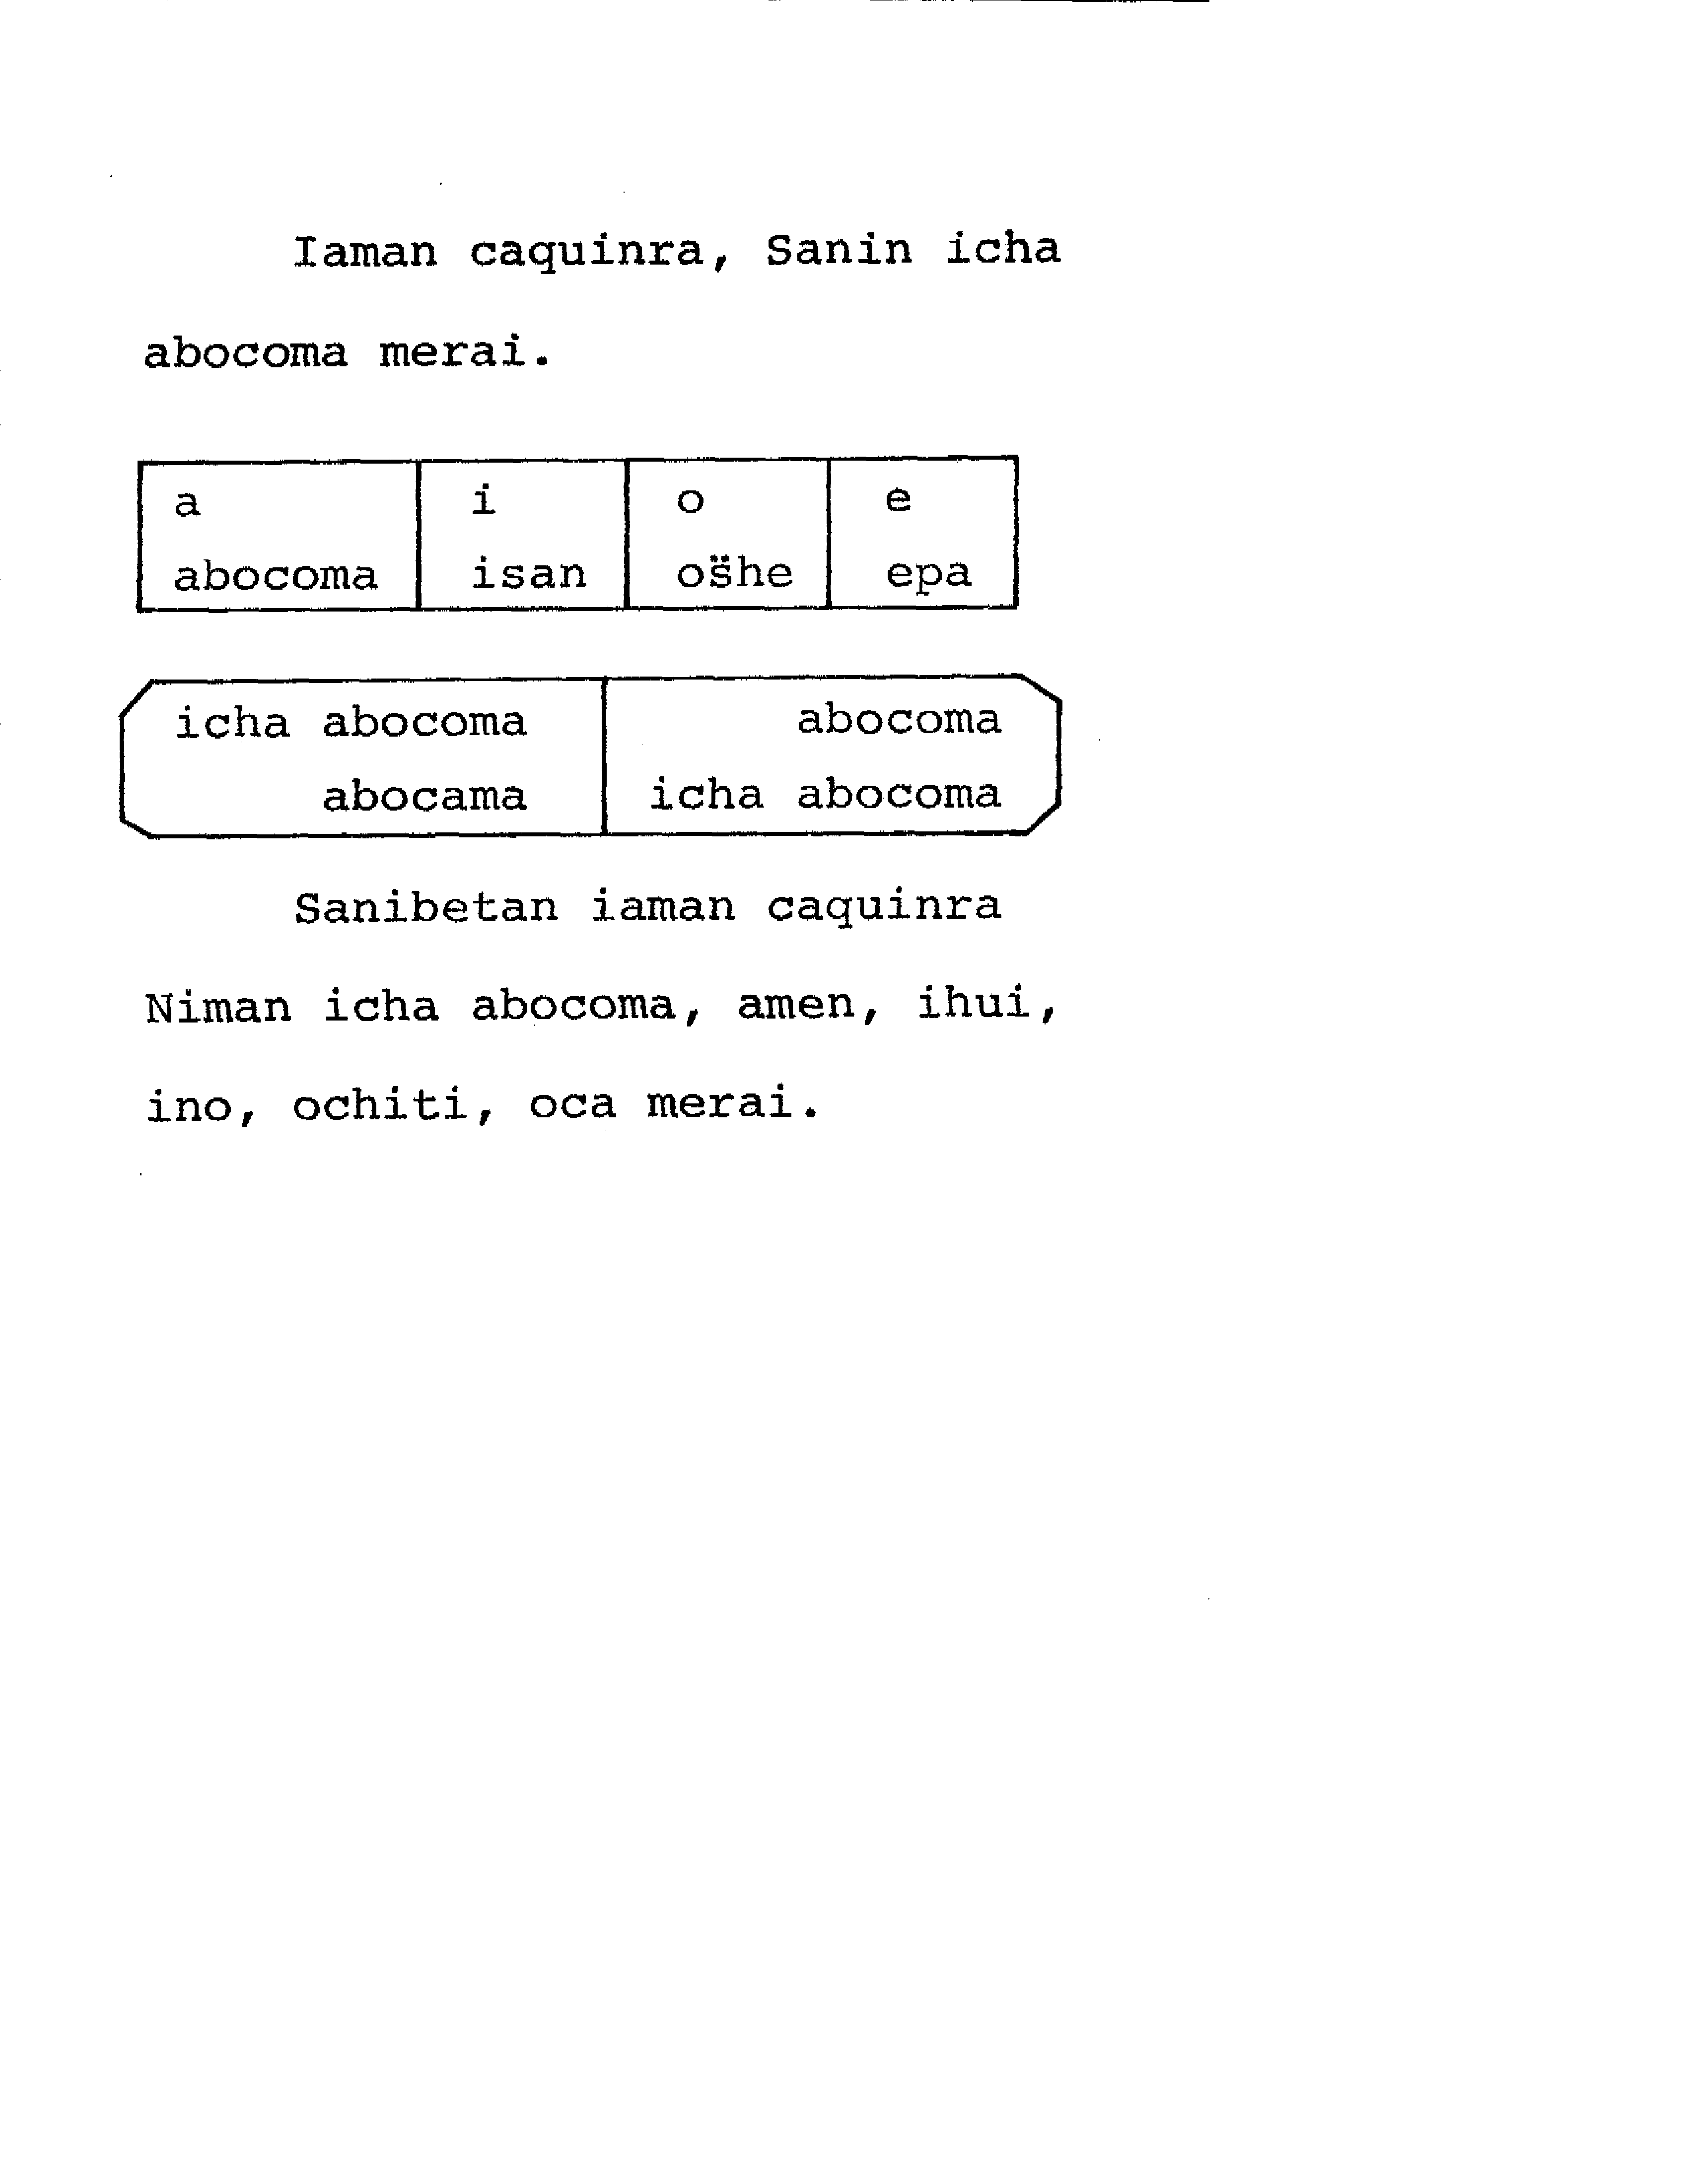 Iaman caquinra, Sanin icha
abocoma merai.
a i o e
abocoma isan os̈he epa
icha abocoma abocoma
abocama icha abocoma
Sanibetan iaman caquinra
Niman icha abocoma, amen, ihui,
ino, ochiti, oca merai.